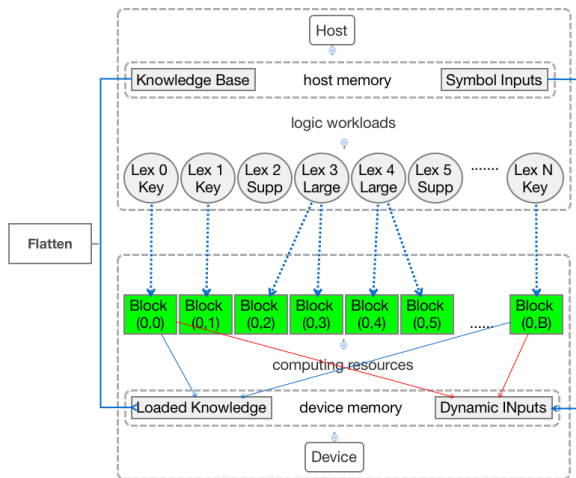 Host
Knowledge Base host memory Symbol Inputs
logic workloads
Lex 0 Lex 1 Lex 2 Lex 3 Lex 4 Lex 5 ....... Lex N
Key Key Supp Large Large Supp Key
Flatten
Block Block Block Block Block Block Block
(0,0) (0,1) (0,2) (0,3) (0,4) (0,5) ...... (0,B)
computing resources
Loaded Knowledge device memory Dynamic INputs
Device